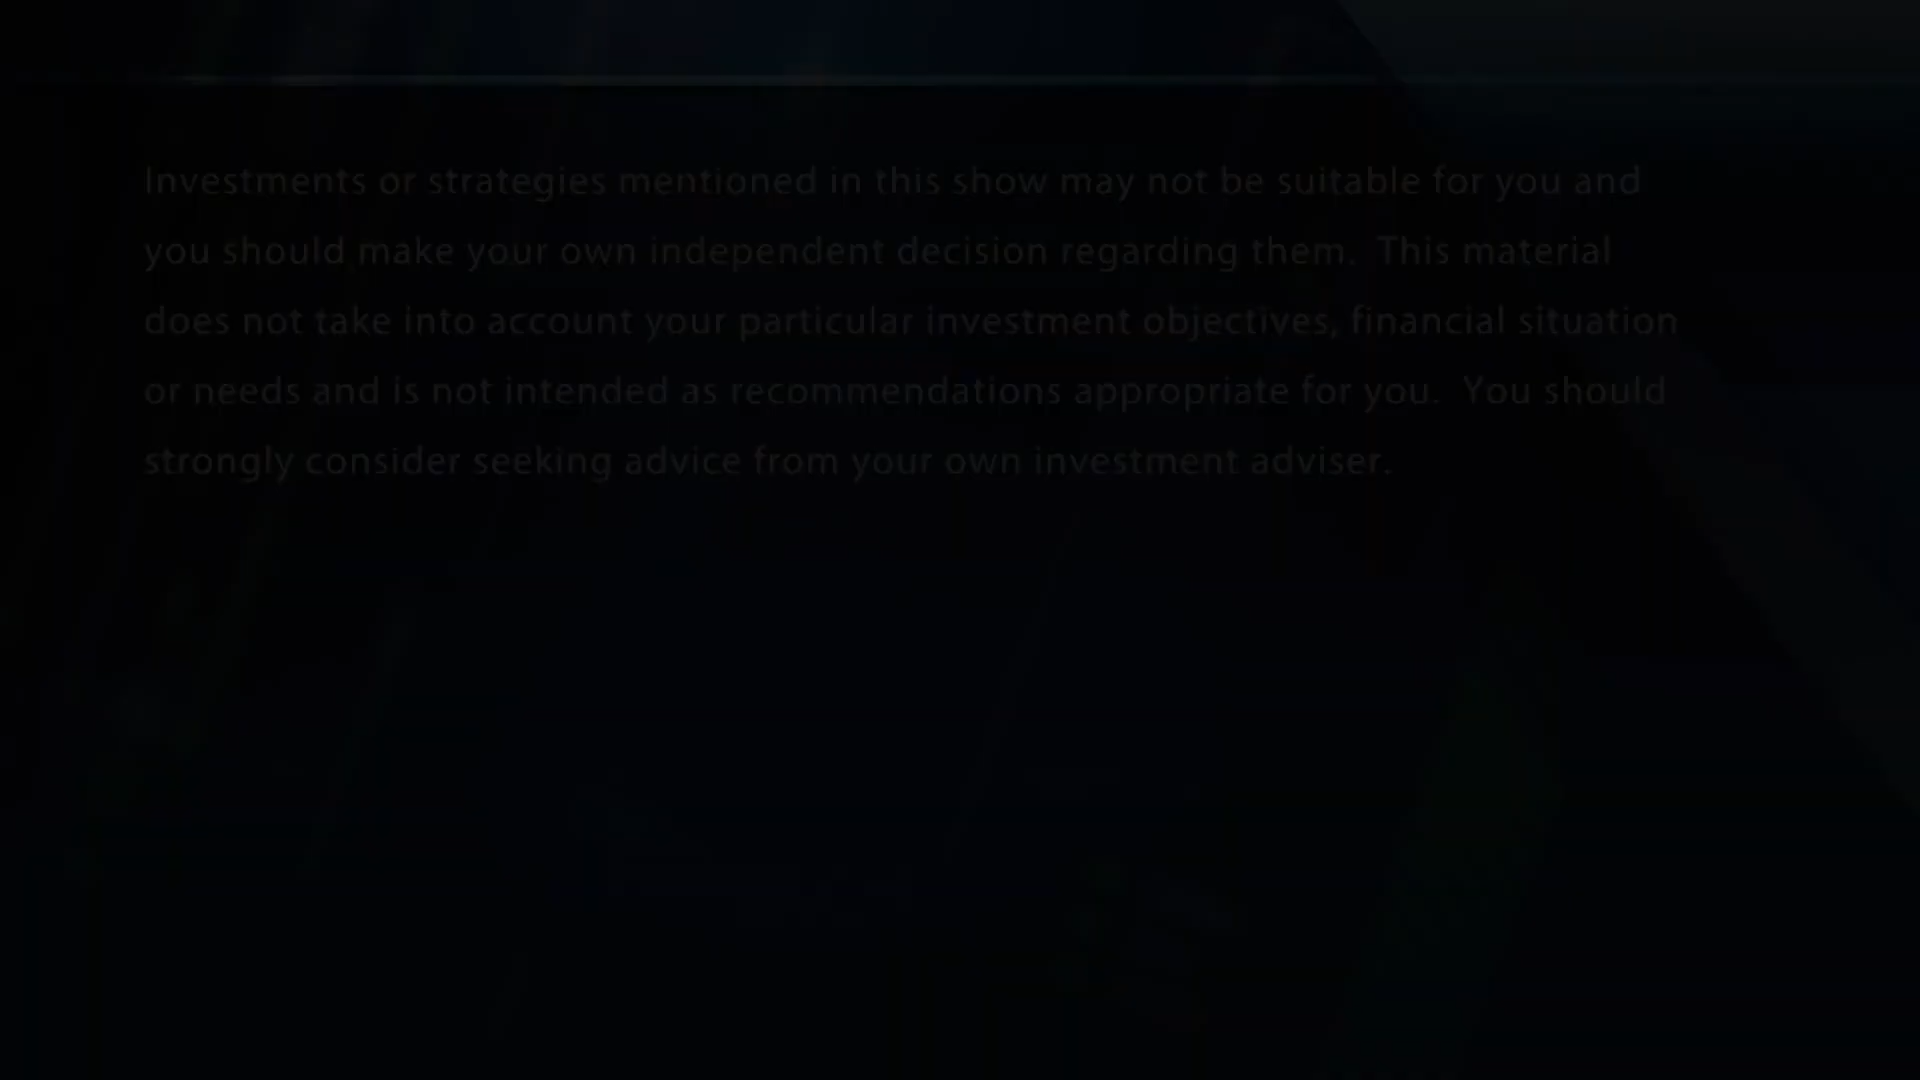 Investments or strategies mentioned in this show may not be suitable for you and
you should make your own independent decision regarding them.  This material
does not take into account your particular investment objectives, financial situation
or needs and is not intended as recommendations appropriate for you.  You should
strongly consider seeking advice from your own investment adviser.